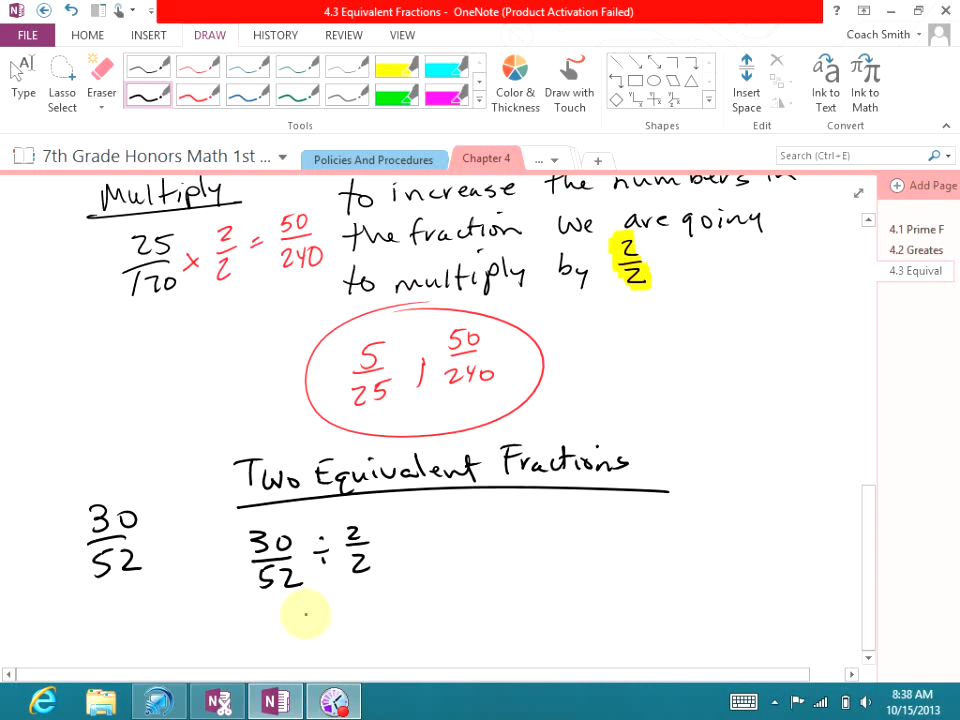 4.3 Equivalent Fractions - OneNote (Product Activation Failed)
FILE HOME INSERT DRAW HISTORY REVIEW VIEW Coach Smith
Type
Lasso Select
Eraser
Color & Thickness
Draw with Touch
Insert Space
Ink to Text
Ink to Math
Tools Shapes Edit Convert
7th Grade Honors Math 1st ... Policies And Procedures Chapter 4 ... + Search (Ctrl+E)
Add Page
4.1 Prime F
4.2 Greates
4.3 Equival
Multiply to increase the numbers in
25/120 × 2/2 = 50/240 the fraction we are going
to multiply by 2/2
5/25 , 50/240
Two Equivalent Fractions
30/52 30/52 ÷ 2/2
8:38 AM
10/15/2013